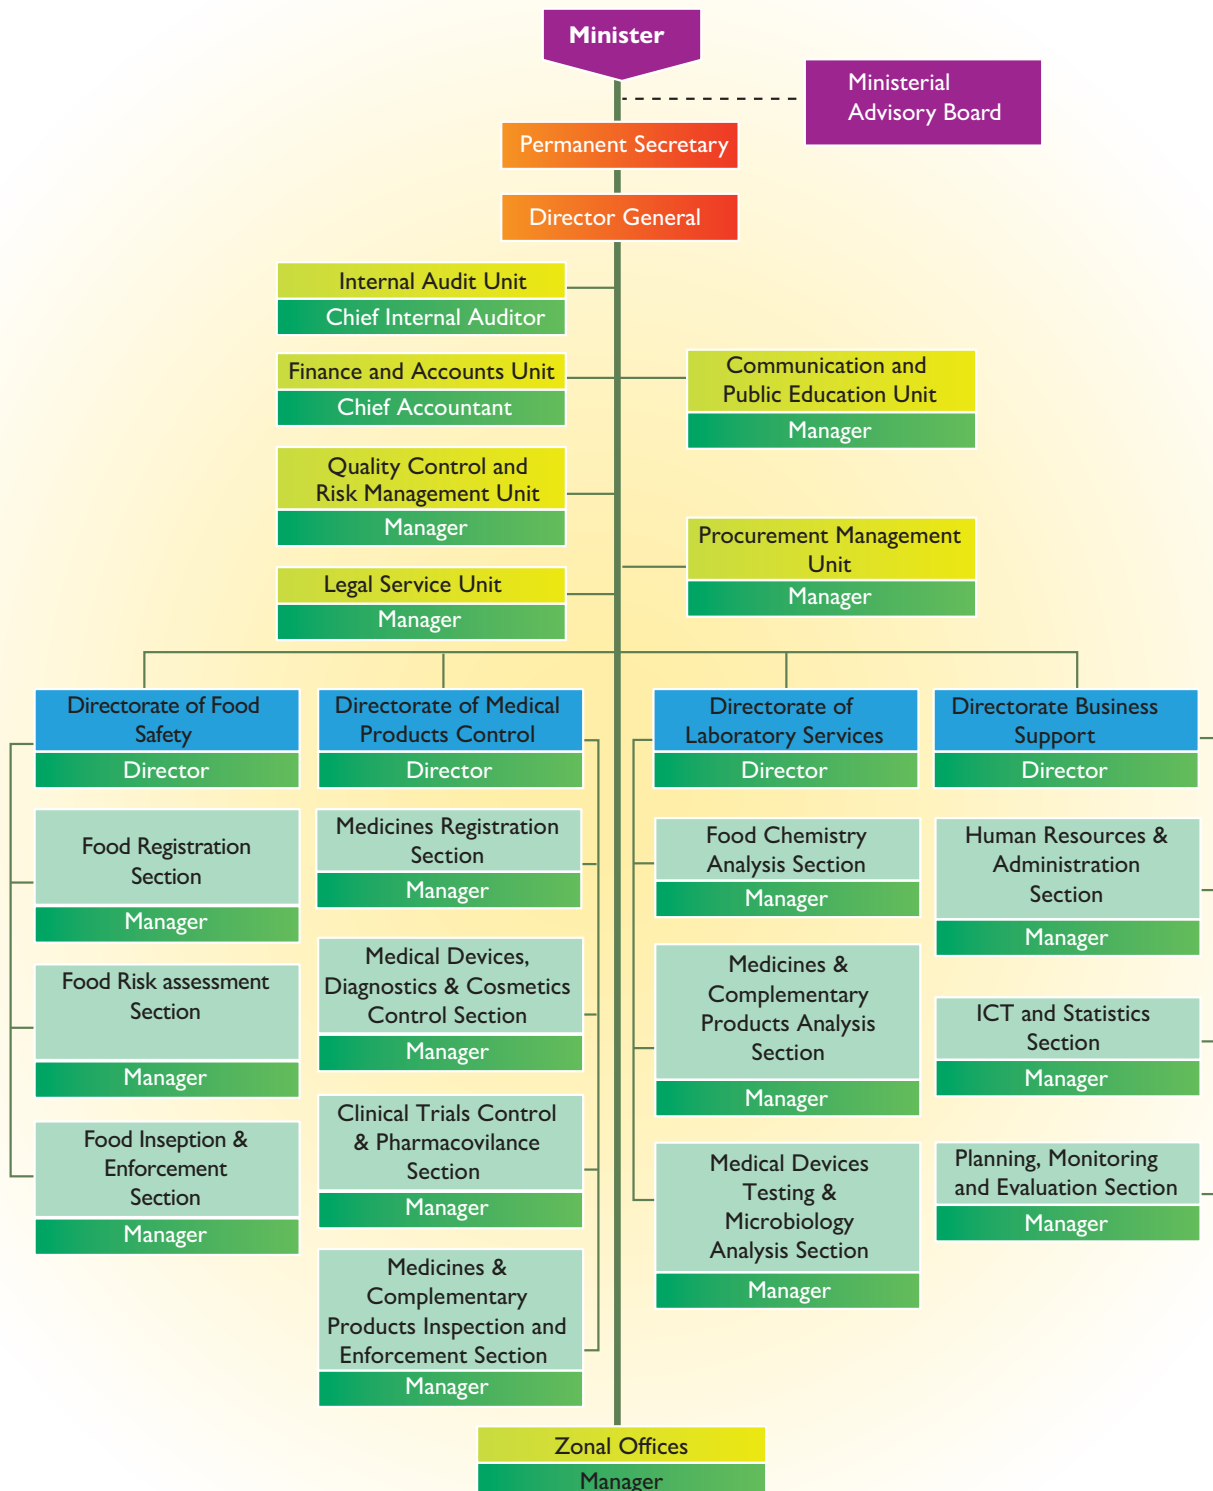 Minister
Ministerial
Advisory Board
Permanent Secretary
Director General
Internal Audit Unit
Chief Internal Auditor
Finance and Accounts Unit
Chief Accountant
Communication and
Public Education Unit
Manager
Quality Control and
Risk Management Unit
Manager
Procurement Management
Unit
Manager
Legal Service Unit
Manager
Directorate of Food
Safety
Director
Food Registration
Section
Manager
Food Risk assessment
Section
Manager
Food Inseption &
Enforcement
Section
Manager
Directorate of Medical
Products Control
Director
Medicines Registration
Section
Manager
Medical Devices,
Diagnostics & Cosmetics
Control Section
Manager
Clinical Trials Control
& Pharmacovilance
Section
Manager
Medicines &
Complementary
Products Inspection and
Enforcement Section
Manager
Directorate of
Laboratory Services
Director
Food Chemistry
Analysis Section
Manager
Medicines &
Complementary
Products Analysis
Section
Manager
Medical Devices
Testing &
Microbiology
Analysis Section
Manager
Directorate Business
Support
Director
Human Resources &
Administration
Section
Manager
ICT and Statistics
Section
Manager
Planning, Monitoring
and Evaluation Section
Manager
Zonal Offices
Manager